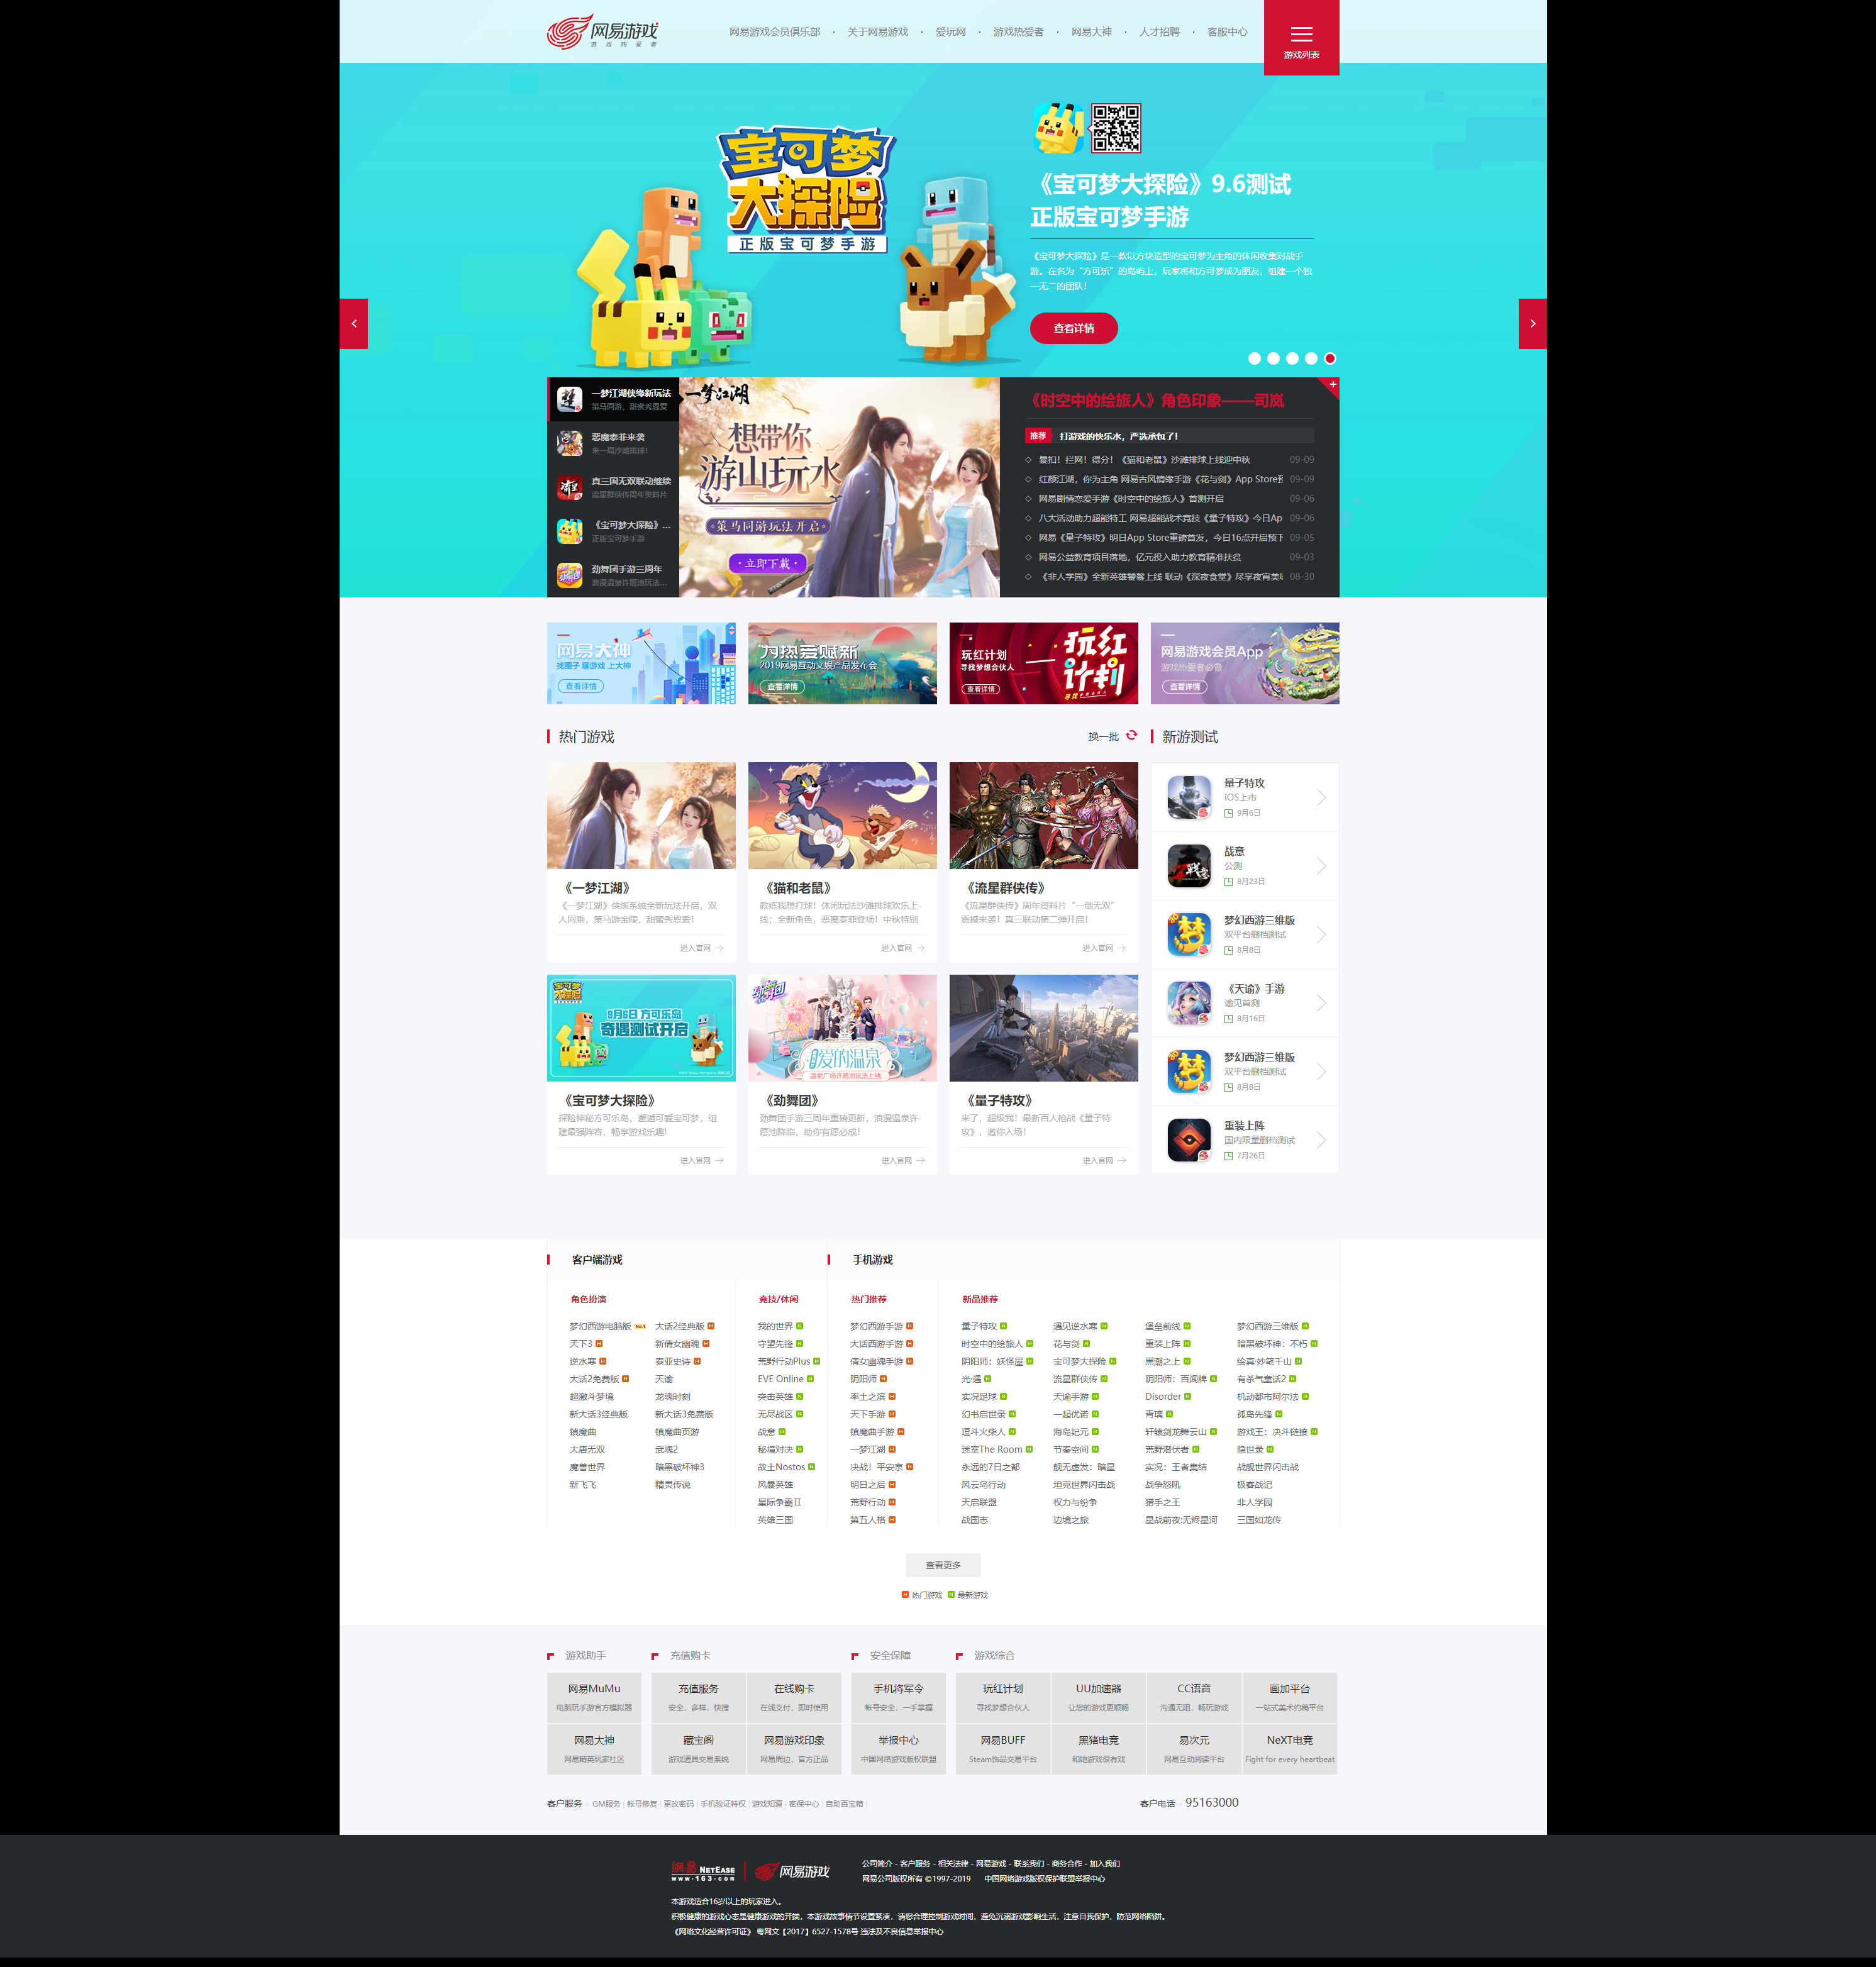 网易游戏
游戏热爱者
网易游戏会员俱乐部 · 关于网易游戏 · 爱玩网 · 游戏热爱者 · 网易大神 · 人才招聘 · 客服中心
游戏列表
宝可梦
大探险
正版宝可梦手游
《宝可梦大探险》9.6测试
正版宝可梦手游
《宝可梦大探险》是一款以方块造型的宝可梦为主角的休闲收集对战手
游。在名为“方可乐”的岛屿上，玩家将和方可梦成为朋友，组建一个独
一无二的团队！
查看详情
一梦江湖侠缘新玩法
策马同游，甜蜜秀恩爱
恶魔泰菲来袭
来一局沙滩排球！
真三国无双联动继续
流星群侠传周年资料片
《宝可梦大探险》...
正版宝可梦手游
劲舞团手游三周年
浪漫温泉许愿池玩法...
一梦江湖
想带你
游山玩水
策马同游玩法开启
·立即下载·
《时空中的绘旅人》角色印象——司岚
推荐 打游戏的快乐水，严选承包了！
暴扣！拦网！得分！《猫和老鼠》沙滩排球上线迎中秋 09-09
红颜江湖，你为主角 网易古风情缘手游《花与剑》App Store预 09-09
网易剧情恋爱手游《时空中的绘旅人》首测开启 09-06
八大活动助力超能特工 网易超能战术竞技《量子特攻》今日Ap 09-06
网易《量子特攻》明日App Store重磅首发，今日16点开启预下 09-05
网易公益教育项目落地，亿元投入助力教育精准扶贫 09-03
《非人学园》全新英雄饕餮上线 联动《深夜食堂》尽享夜宵美味 08-30
网易大神
找圈子 聊游戏 上大神
查看详情
为热爱赋新
2019网易互动文娱产品发布会
查看详情
玩红计划
寻找梦想合伙人
查看详情
玩红
计划
网易游戏会员App
游戏热爱者必备
查看详情
热门游戏
换一批
新游测试
《一梦江湖》
《一梦江湖》侠缘系统全新玩法开启，双
人同乘，策马游金陵，甜蜜秀恩爱！
进入官网
《猫和老鼠》
教练我想打球！休闲玩法沙滩排球欢乐上
线；全新角色，恶魔泰菲登场！中秋特别
进入官网
《流星群侠传》
《流星群侠传》周年资料片“一剑无双”
震撼来袭！真三联动第二弹开启！
进入官网
宝可梦
大探险
9月6日 方可乐岛
奇遇测试开启
《宝可梦大探险》
探险神秘方可乐岛，邂逅可爱宝可梦，组
建最强阵容，畅享游戏乐趣！
进入官网
温泉广场许愿池玩法上线
《劲舞团》
劲舞团手游三周年重磅更新，浪漫温泉许
愿池降临，助你有愿必成！
进入官网
《量子特攻》
来了，超级我！最新百人枪战《量子特
攻》，邀你入场！
进入官网
量子特攻
iOS上市
9月6日
战意
公测
8月23日
梦幻西游三维版
双平台删档测试
8月8日
《天谕》手游
谕见首测
8月16日
梦幻西游三维版
双平台删档测试
8月8日
重装上阵
国内限量删档测试
7月26日
客户端游戏
手机游戏
角色扮演
梦幻西游电脑版 No.1 大话2经典版
天下3 新倩女幽魂
逆水寒 泰亚史诗
大话2免费版 天谕
超激斗梦境 龙魂时刻
新大话3经典版 新大话3免费版
镇魔曲 镇魔曲页游
大唐无双 武魂2
魔兽世界 暗黑破坏神3
新飞飞 精灵传说
竞技/休闲
我的世界
守望先锋
荒野行动Plus
EVE Online
突击英雄
无尽战区
战意
秘境对决
故土Nostos
风暴英雄
星际争霸Ⅱ
英雄三国
热门推荐
梦幻西游手游
大话西游手游
倩女幽魂手游
阴阳师
率土之滨
天下手游
镇魔曲手游
一梦江湖
决战！平安京
明日之后
荒野行动
第五人格
新品推荐
量子特攻 遇见逆水寒 堡垒前线 梦幻西游三维版
时空中的绘旅人 花与剑 重装上阵 暗黑破坏神：不朽
阴阳师：妖怪屋 宝可梦大探险 黑潮之上 绘真·妙笔千山
光·遇 流星群侠传 阴阳师：百闻牌 有杀气童话2
实况足球 天谕手游 Disorder 机动都市阿尔法
幻书启世录 一起优诺 青璃 孤岛先锋
逗斗火柴人 海岛纪元 轩辕剑龙舞云山 游戏王：决斗链接
迷室The Room 节奏空间 荒野潜伏者 隐世录
永远的7日之都 舰无虚发：暗星 实况：王者集结 战舰世界闪击战
风云岛行动 坦克世界闪击战 战争怒吼 极客战记
天启联盟 权力与纷争 猎手之王 非人学园
战国志 边境之旅 星战前夜:无烬星河 三国如龙传
查看更多
热门游戏 最新游戏
游戏助手
网易MuMu
电脑玩手游官方模拟器
网易大神
网易精英玩家社区
充值购卡
充值服务
安全，多样，快捷
在线购卡
在线支付，即时使用
藏宝阁
游戏道具交易系统
网易游戏印象
网易周边，官方正品
安全保障
手机将军令
帐号安全，一手掌握
举报中心
中国网络游戏版权联盟
游戏综合
玩红计划
寻找梦想合伙人
UU加速器
让您的游戏更顺畅
CC语音
沟通无阻，畅玩游戏
画加平台
一站式美术约稿平台
网易BUFF
Steam饰品交易平台
黑猪电竞
和她游戏很有戏
易次元
网易互动阅读平台
NeXT电竞
Fight for every heartbeat
客户服务 - GM服务 | 帐号修复 | 更改密码 | 手机验证特权 | 游戏知道 | 密保中心 | 自助百宝箱 |
客户电话 - 95163000
網易 NetEase
www.163.com
网易游戏
公司简介 - 客户服务 - 相关法律 - 网易游戏 - 联系我们 - 商务合作 - 加入我们
网易公司版权所有 ©1997-2019 中国网络游戏版权保护联盟举报中心
本游戏适合16岁以上的玩家进入。
积极健康的游戏心态是健康游戏的开端，本游戏故事情节设置紧凑，请您合理控制游戏时间，避免沉溺游戏影响生活，注意自我保护，防范网络陷阱。
《网络文化经营许可证》 粤网文【2017】6527-1578号 违法及不良信息举报中心